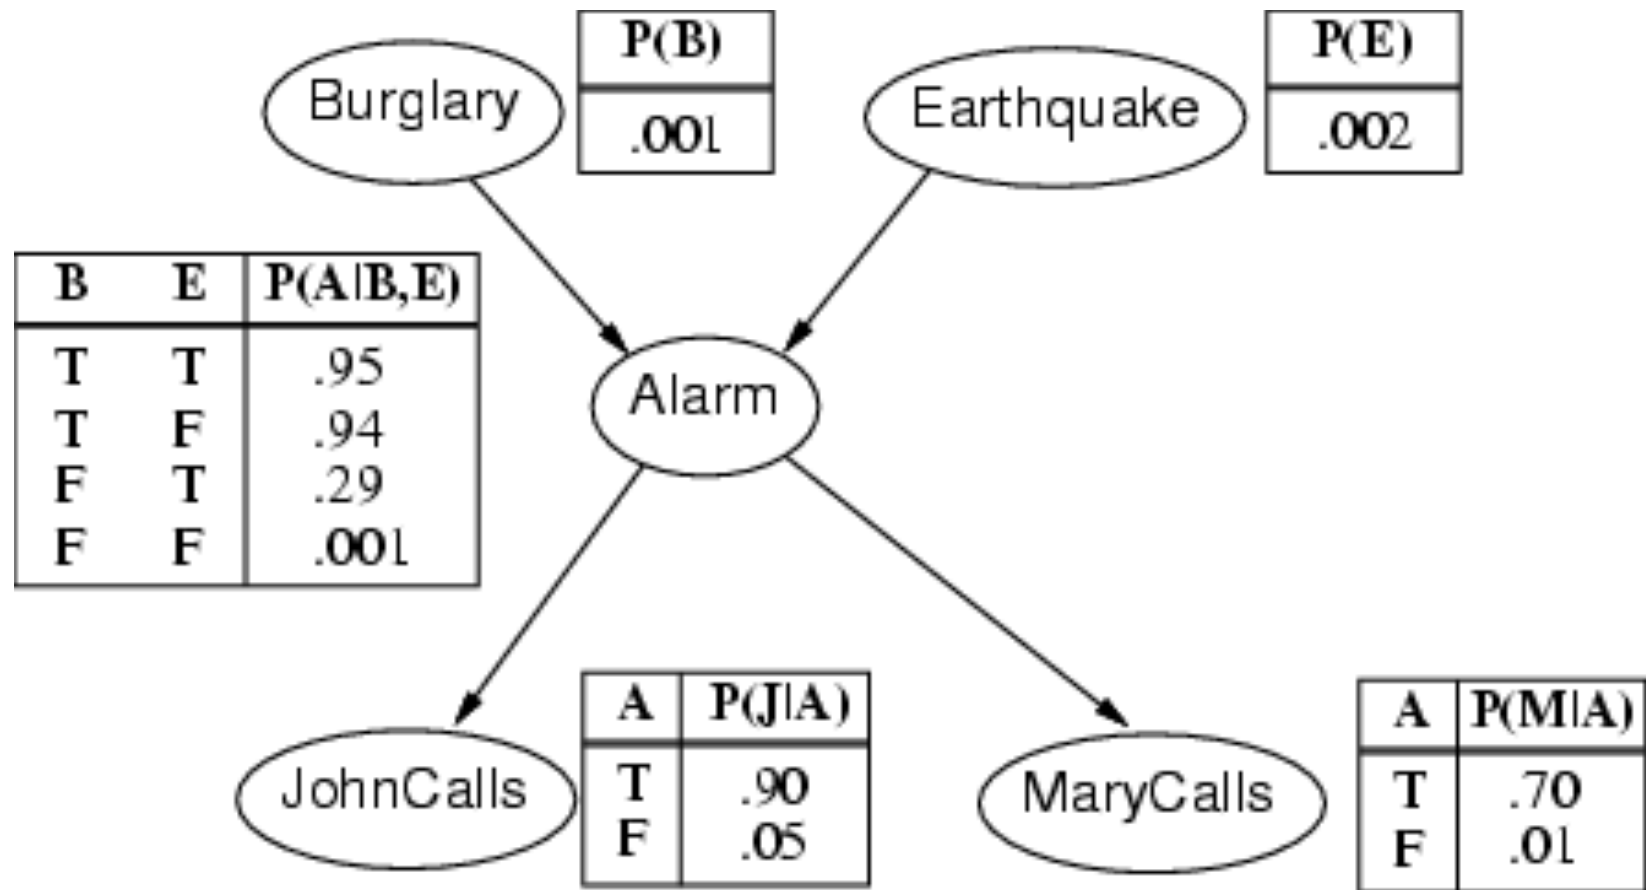 Burglary
P(B)
.001
Earthquake
P(E)
.002
B E P(A|B,E)
T T .95
T F .94
F T .29
F F .001
Alarm
JohnCalls
A P(J|A)
T .90
F .05
MaryCalls
A P(M|A)
T .70
F .01